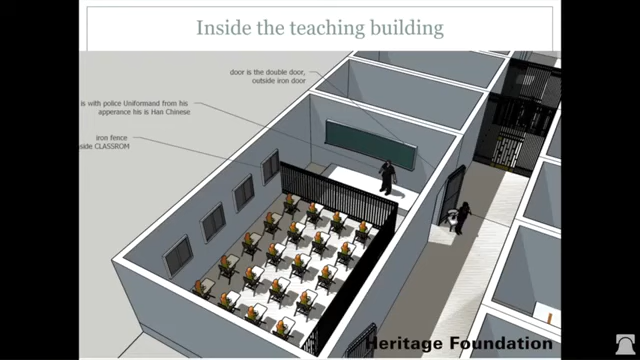 Inside the teaching building
door is the double door,
outside iron door
is with police Uniformand from his
apperance his is Han Chinese
iron fence
side CLASSROM
Heritage Foundation